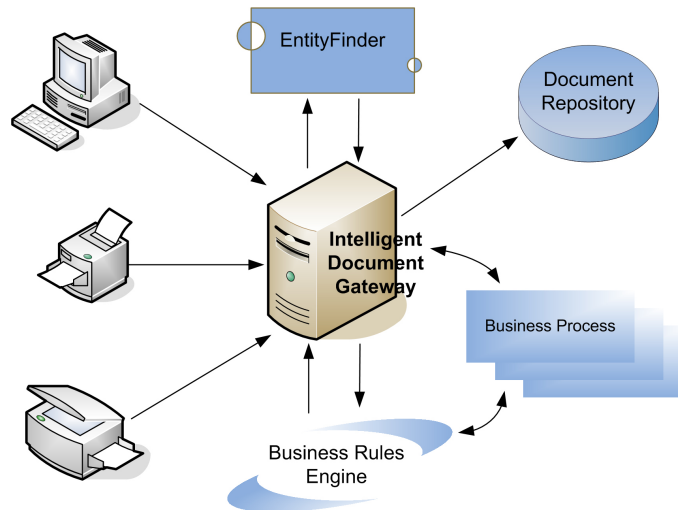 EntityFinder
Document
Repository
Intelligent
Document
Gateway
Business Process
Business Rules
Engine